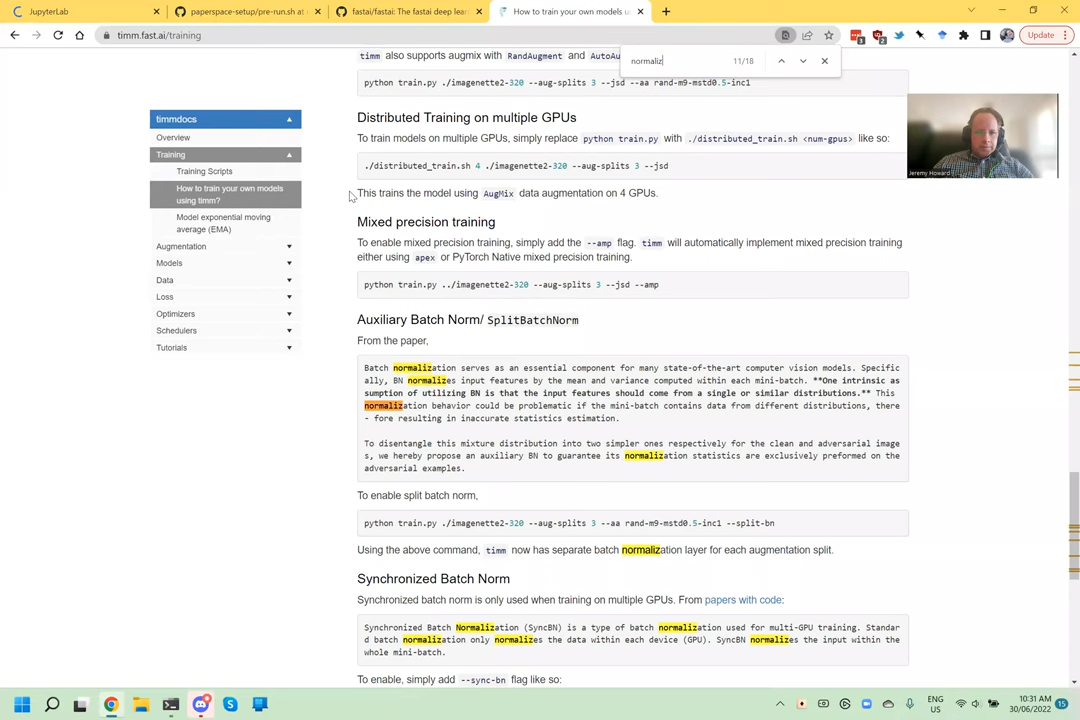 JupyterLab
paperspace-setup/pre-run.sh at
fastai/fastai: The fastai deep lear
How to train your own models us
timm.fast.ai/training
Update
normaliz
11/18
timm also supports augmix with RandAugment and AutoAu
python train.py ./imagenette2-320 --aug-splits 3 --jsd --aa rand-m9-mstd0.5-inc1
timmdocs
Overview
Training
Training Scripts
How to train your own models
using timm?
Model exponential moving
average (EMA)
Augmentation
Models
Data
Loss
Optimizers
Schedulers
Tutorials
Distributed Training on multiple GPUs
To train models on multiple GPUs, simply replace python train.py with ./distributed_train.sh <num-gpus> like so:
./distributed_train.sh 4 ./imagenette2-320 --aug-splits 3 --jsd
This trains the model using AugMix data augmentation on 4 GPUs.
Mixed precision training
To enable mixed precision training, simply add the --amp flag. timm will automatically implement mixed precision training
either using apex or PyTorch Native mixed precision training.
python train.py ../imagenette2-320 --aug-splits 3 --jsd --amp
Auxiliary Batch Norm/ SplitBatchNorm
From the paper,
Batch normalization serves as an essential component for many state-of-the-art computer vision models. Specific
ally, BN normalizes input features by the mean and variance computed within each mini-batch. **One intrinsic as
sumption of utilizing BN is that the input features should come from a single or similar distributions.** This
normalization behavior could be problematic if the mini-batch contains data from different distributions, there
- fore resulting in inaccurate statistics estimation.
To disentangle this mixture distribution into two simpler ones respectively for the clean and adversarial image
s, we hereby propose an auxiliary BN to guarantee its normalization statistics are exclusively preformed on the
adversarial examples.
To enable split batch norm,
python train.py ./imagenette2-320 --aug-splits 3 --aa rand-m9-mstd0.5-inc1 --split-bn
Using the above command, timm now has separate batch normalization layer for each augmentation split.
Synchronized Batch Norm
Synchronized batch norm is only used when training on multiple GPUs. From papers with code:
Synchronized Batch Normalization (SyncBN) is a type of batch normalization used for multi-GPU training. Standar
d batch normalization only normalizes the data within each device (GPU). SyncBN normalizes the input within the
whole mini-batch.
To enable, simply add --sync-bn flag like so:
Jeremy Howard
ENG
US
10:31 AM
30/06/2022
15